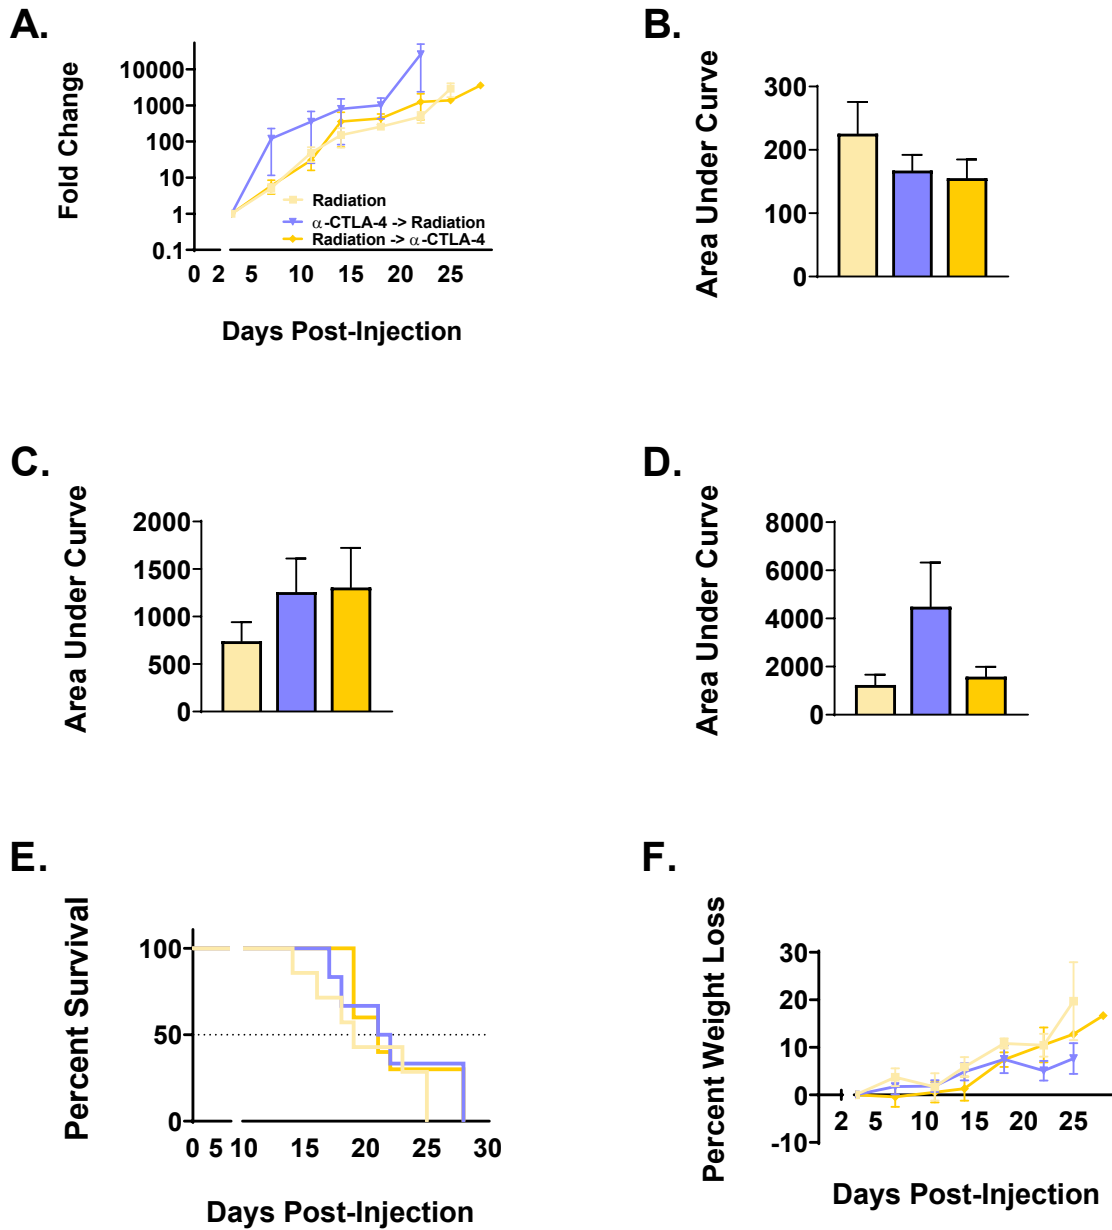 A.
Fold Change
10000
1000
100
10
1
0.1
Radiation
α-CTLA-4 -> Radiation
Radiation -> α-CTLA-4
0 2 5 10 15 20 25
Days Post-Injection
B.
Area Under Curve
300
200
100
0
C.
Area Under Curve
2000
1500
1000
500
0
D.
Area Under Curve
8000
6000
4000
2000
0
E.
Percent Survival
100
50
0
0 5 10 15 20 25 30
Days Post-Injection
F.
Percent Weight Loss
30
20
10
0
-10
2 5 10 15 20 25
Days Post-Injection